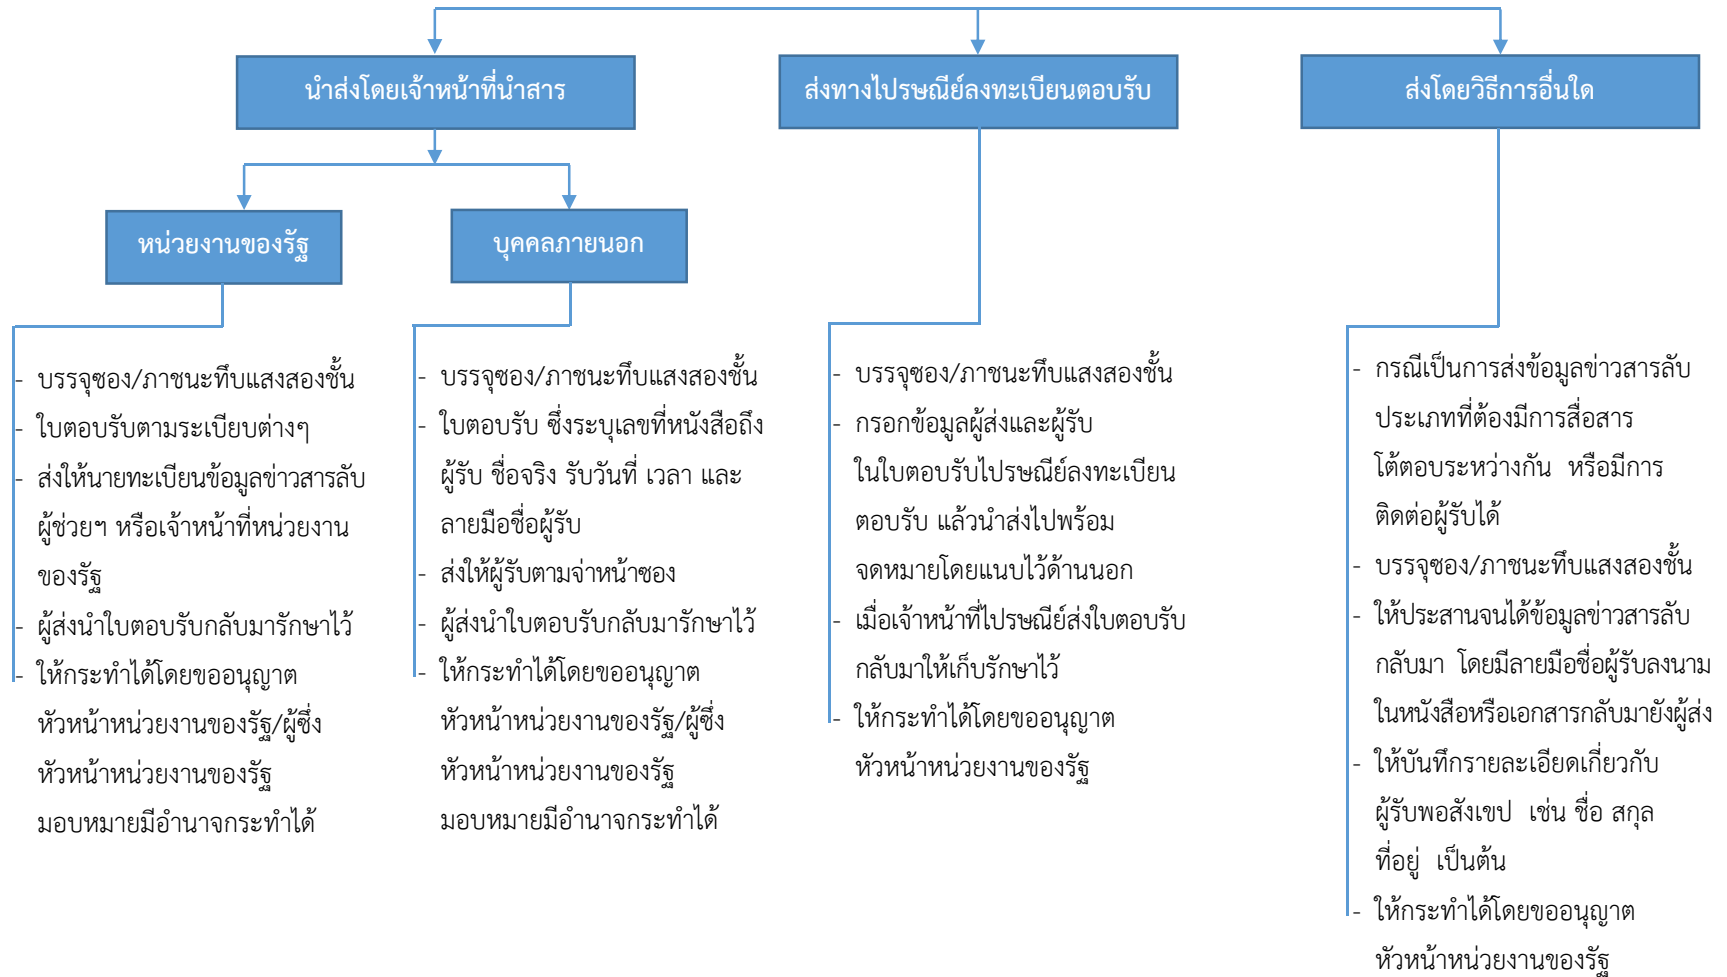 นำส่งโดยเจ้าหน้าที่นำสาร
ส่งทางไปรษณีย์ลงทะเบียนตอบรับ
ส่งโดยวิธีการอื่นใด
หน่วยงานของรัฐ
บุคคลภายนอก
- บรรจุซอง/ภาชนะทึบแสงสองชั้น
- ใบตอบรับตามระเบียบต่างๆ
- ส่งให้นายทะเบียนข้อมูลข่าวสารลับ
ผู้ช่วยฯ หรือเจ้าหน้าที่หน่วยงาน
ของรัฐ
- ผู้ส่งนำใบตอบรับกลับมารักษาไว้
- ให้กระทำได้โดยขออนุญาต
หัวหน้าหน่วยงานของรัฐ/ผู้ซึ่ง
หัวหน้าหน่วยงานของรัฐ
มอบหมายมีอำนาจกระทำได้
- บรรจุซอง/ภาชนะทึบแสงสองชั้น
- ใบตอบรับ ซึ่งระบุเลขที่หนังสือถึง
ผู้รับ ชื่อจริง รับวันที่ เวลา และ
ลายมือชื่อผู้รับ
- ส่งให้ผู้รับตามจ่าหน้าซอง
- ผู้ส่งนำใบตอบรับกลับมารักษาไว้
- ให้กระทำได้โดยขออนุญาต
หัวหน้าหน่วยงานของรัฐ/ผู้ซึ่ง
หัวหน้าหน่วยงานของรัฐ
มอบหมายมีอำนาจกระทำได้
- บรรจุซอง/ภาชนะทึบแสงสองชั้น
- กรอกข้อมูลผู้ส่งและผู้รับ
ในใบตอบรับไปรษณีย์ลงทะเบียน
ตอบรับ แล้วนำส่งไปพร้อม
จดหมายโดยแนบไว้ด้านนอก
- เมื่อเจ้าหน้าที่ไปรษณีย์ส่งใบตอบรับ
กลับมาให้เก็บรักษาไว้
- ให้กระทำได้โดยขออนุญาต
หัวหน้าหน่วยงานของรัฐ
- กรณีเป็นการส่งข้อมูลข่าวสารลับ
ประเภทที่ต้องมีการสื่อสาร
โต้ตอบระหว่างกัน หรือมีการ
ติดต่อผู้รับได้
- บรรจุซอง/ภาชนะทึบแสงสองชั้น
- ให้ประสานจนได้ข้อมูลข่าวสารลับ
กลับมา โดยมีลายมือชื่อผู้รับลงนาม
ในหนังสือหรือเอกสารกลับมายังผู้ส่ง
- ให้บันทึกรายละเอียดเกี่ยวกับ
ผู้รับพอสังเขป เช่น ชื่อ สกุล
ที่อยู่ เป็นต้น
- ให้กระทำได้โดยขออนุญาต
หัวหน้าหน่วยงานของรัฐ